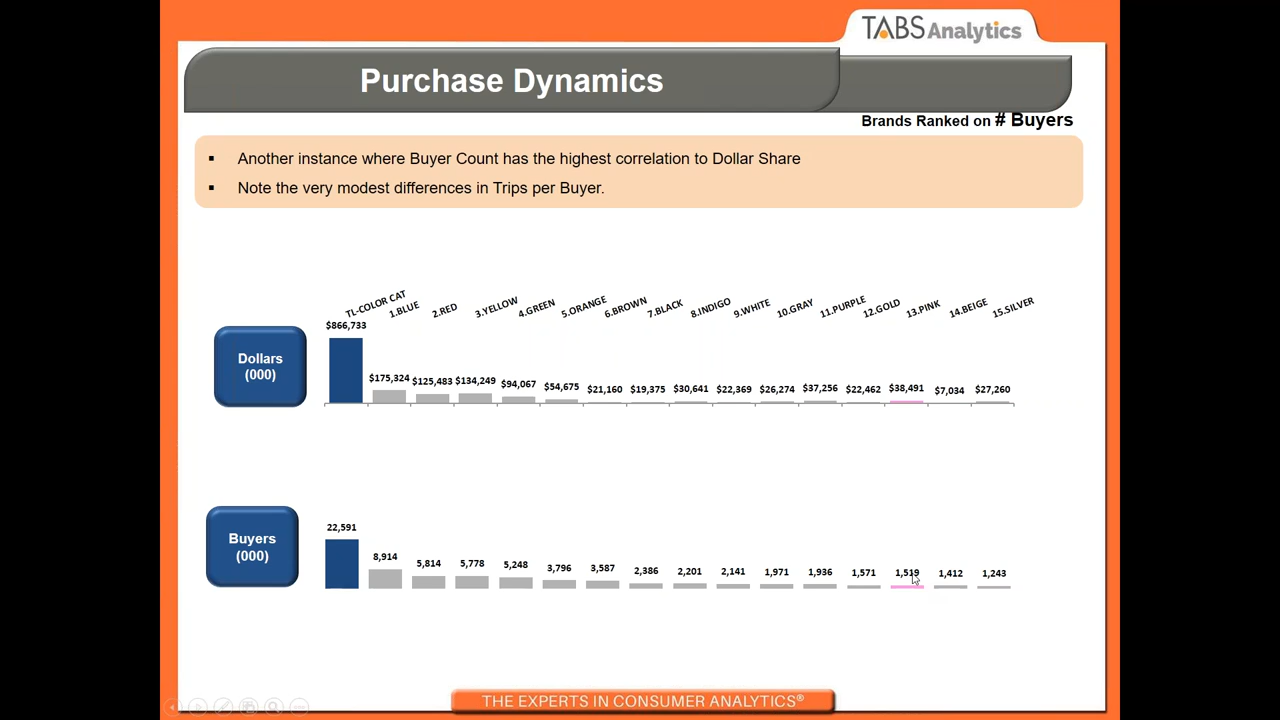 TABS Analytics
Purchase Dynamics
Brands Ranked on # Buyers
▪ Another instance where Buyer Count has the highest correlation to Dollar Share
▪ Note the very modest differences in Trips per Buyer.
TL-COLOR CAT 1.BLUE 2.RED 3.YELLOW 4.GREEN 5.ORANGE 6.BROWN 7.BLACK 8.INDIGO 9.WHITE 10.GRAY 11.PURPLE 12.GOLD 13.PINK 14.BEIGE 15.SILVER
Dollars
(000)
$866,733 $175,324 $125,483 $134,249 $94,067 $54,675 $21,160 $19,375 $30,641 $22,369 $26,274 $37,256 $22,462 $38,491 $7,034 $27,260
Buyers
(000)
22,591 8,914 5,814 5,778 5,248 3,796 3,587 2,386 2,201 2,141 1,971 1,936 1,571 1,519 1,412 1,243
THE EXPERTS IN CONSUMER ANALYTICS®